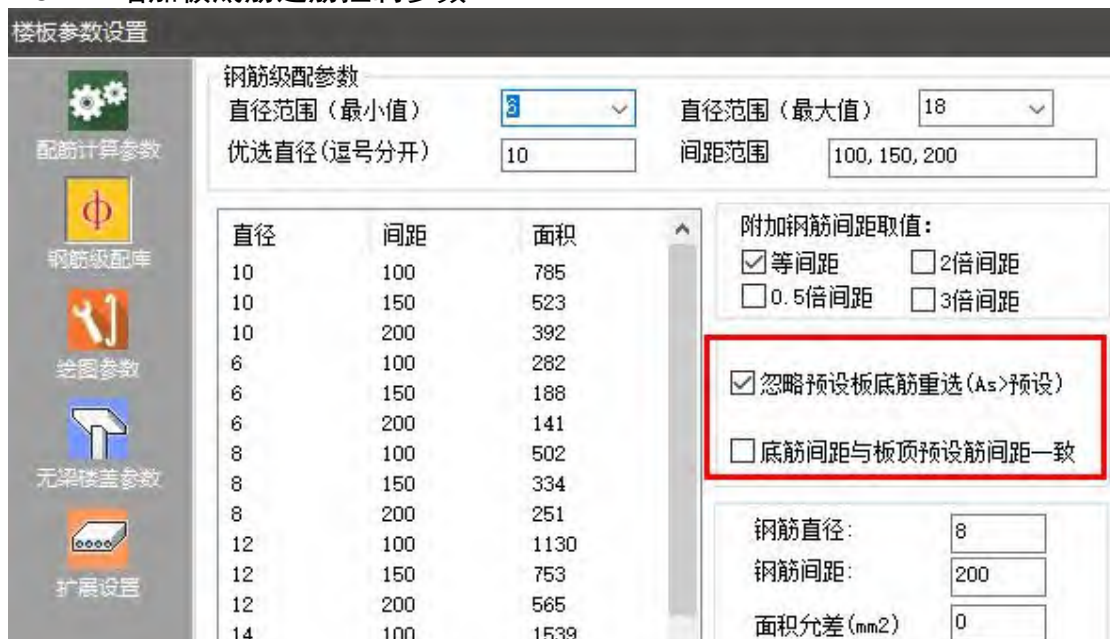 楼板参数设置
配筋计算参数
钢筋级配库
绘图参数
无梁楼盖参数
扩展设置
钢筋级配参数
直径范围（最小值） 6 直径范围（最大值） 18
优选直径(逗号分开) 10 间距范围 100,150,200
直径 间距 面积
10 100 785
10 150 523
10 200 392
6 100 282
6 150 188
6 200 141
8 100 502
8 150 334
8 200 251
12 100 1130
12 150 753
12 200 565
14 100 1539
附加钢筋间距取值：
等间距 2倍间距
0.5倍间距 3倍间距
忽略预设板底筋重选(As>预设)
底筋间距与板顶预设筋间距一致
钢筋直径: 8
钢筋间距: 200
面积允差(mm2) 0